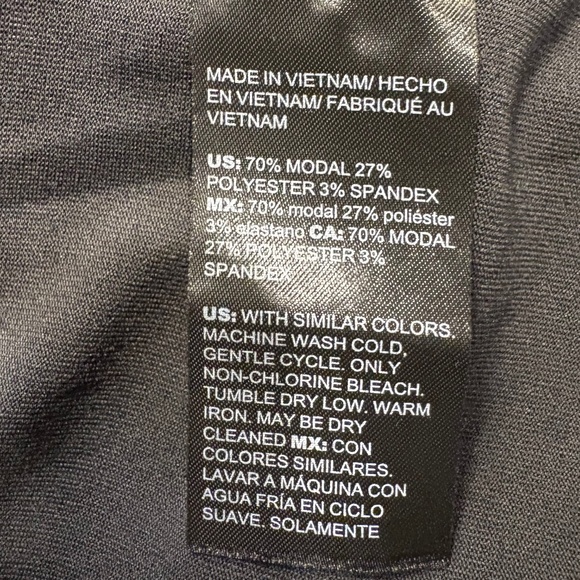 MADE IN VIETNAM/ HECHO
EN VIETNAM/ FABRIQUÉ AU
VIETNAM
US: 70% MODAL 27%
POLYESTER 3% SPANDEX
MX: 70% modal 27% poliéster
3% elastano CA: 70% MODAL
27% POLYESTER 3%
SPANDEX
US: WITH SIMILAR COLORS.
MACHINE WASH COLD,
GENTLE CYCLE. ONLY
NON-CHLORINE BLEACH.
TUMBLE DRY LOW. WARM
IRON. MAY BE DRY
CLEANED MX: CON
COLORES SIMILARES.
LAVAR A MÁQUINA CON
AGUA FRÍA EN CICLO
SUAVE. SOLAMENTE